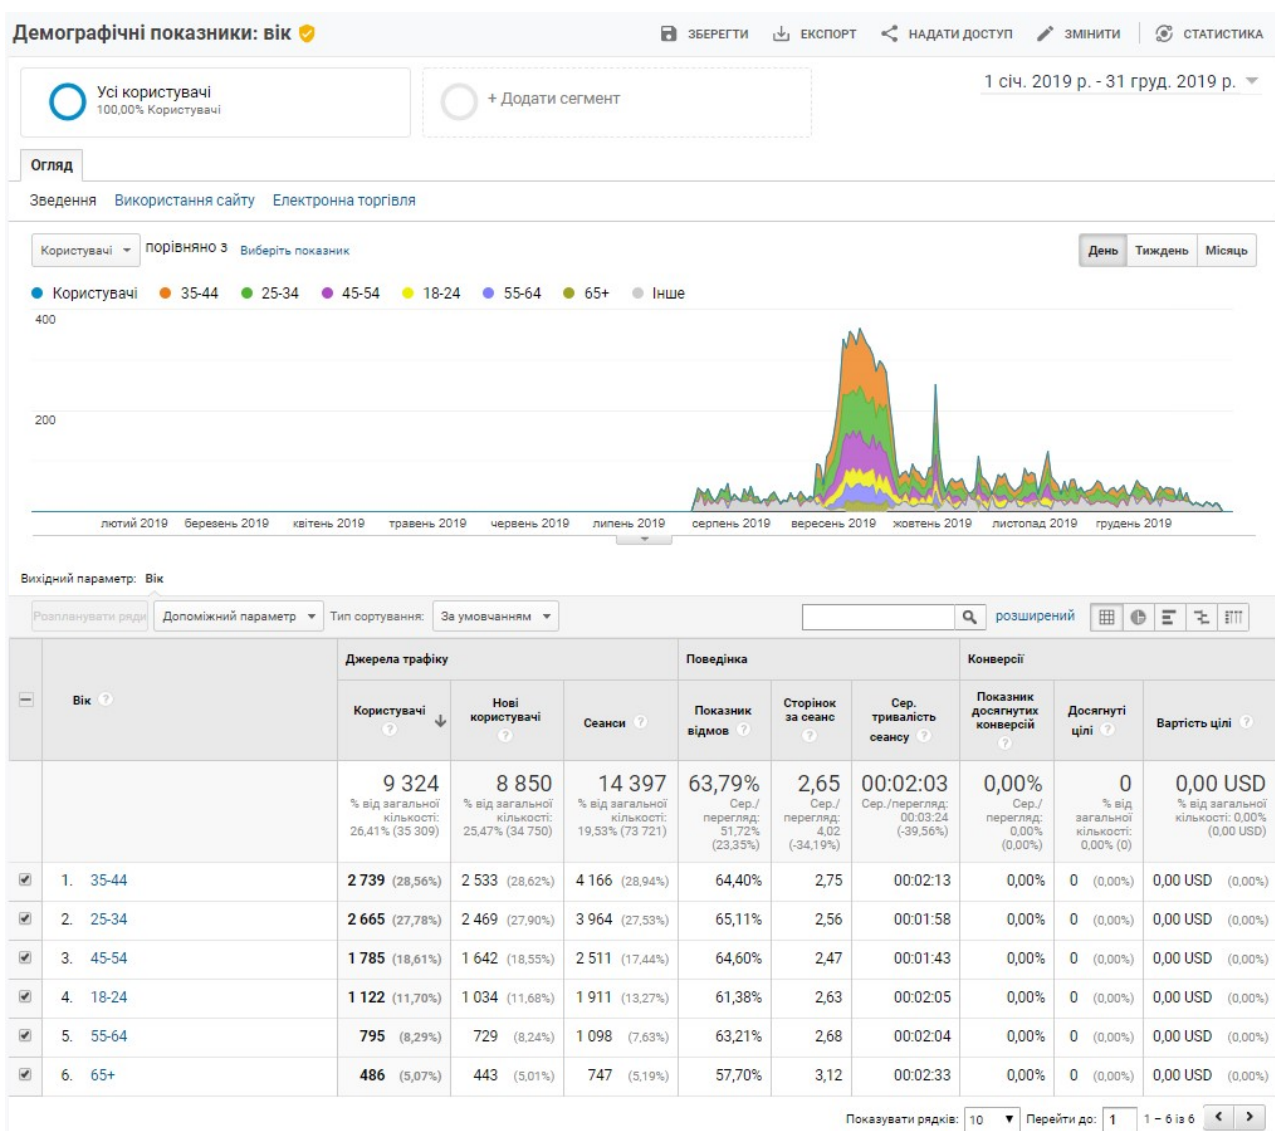 Демографічні показники: вік
ЗБЕРЕГТИ ЕКСПОРТ НАДАТИ ДОСТУП ЗМІНИТИ СТАТИСТИКА
Усі користувачі
100,00% Користувачі
+ Додати сегмент
1 січ. 2019 р. - 31 груд. 2019 р.
Огляд
Зведення Використання сайту Електронна торгівля
Користувачі порівняно з Виберіть показник
День Тиждень Місяць
Користувачі 35-44 25-34 45-54 18-24 55-64 65+ Інше
400
200
лютий 2019 березень 2019 квітень 2019 травень 2019 червень 2019 липень 2019 серпень 2019 вересень 2019 жовтень 2019 листопад 2019 грудень 2019
Вихідний параметр: Вік
Розпланувати ряди Допоміжний параметр Тип сортування: За умовчанням розширений
Джерела трафіку Поведінка Конверсії
Вік ? Користувачі ? Нові користувачі ? Сеанси ? Показник відмов ? Сторінок за сеанс ? Сер. тривалість сеансу ? Показник досягнутих конверсій ? Досягнуті цілі ? Вартість цілі ?
9 324 8 850 14 397 63,79% 2,65 00:02:03 0,00% 0 0,00 USD
% від загальної кількості: 26,41% (35 309) % від загальної кількості: 25,47% (34 750) % від загальної кількості: 19,53% (73 721) Сер./перегляд: 51,72% (23,35%) Сер./перегляд: 4,02 (-34,19%) Сер./перегляд: 00:03:24 (-39,56%) Сер./перегляд: 0,00% (0,00%) % від загальної кількості: 0,00% (0) % від загальної кількості: 0,00% (0,00 USD)
1. 35-44 2 739 (28,56%) 2 533 (28,62%) 4 166 (28,94%) 64,40% 2,75 00:02:13 0,00% 0 (0,00%) 0,00 USD (0,00%)
2. 25-34 2 665 (27,78%) 2 469 (27,90%) 3 964 (27,53%) 65,11% 2,56 00:01:58 0,00% 0 (0,00%) 0,00 USD (0,00%)
3. 45-54 1 785 (18,61%) 1 642 (18,55%) 2 511 (17,44%) 64,60% 2,47 00:01:43 0,00% 0 (0,00%) 0,00 USD (0,00%)
4. 18-24 1 122 (11,70%) 1 034 (11,68%) 1 911 (13,27%) 61,38% 2,63 00:02:05 0,00% 0 (0,00%) 0,00 USD (0,00%)
5. 55-64 795 (8,29%) 729 (8,24%) 1 098 (7,63%) 63,21% 2,68 00:02:04 0,00% 0 (0,00%) 0,00 USD (0,00%)
6. 65+ 486 (5,07%) 443 (5,01%) 747 (5,19%) 57,70% 3,12 00:02:33 0,00% 0 (0,00%) 0,00 USD (0,00%)
Показувати рядків: 10 Перейти до: 1 1 – 6 із 6